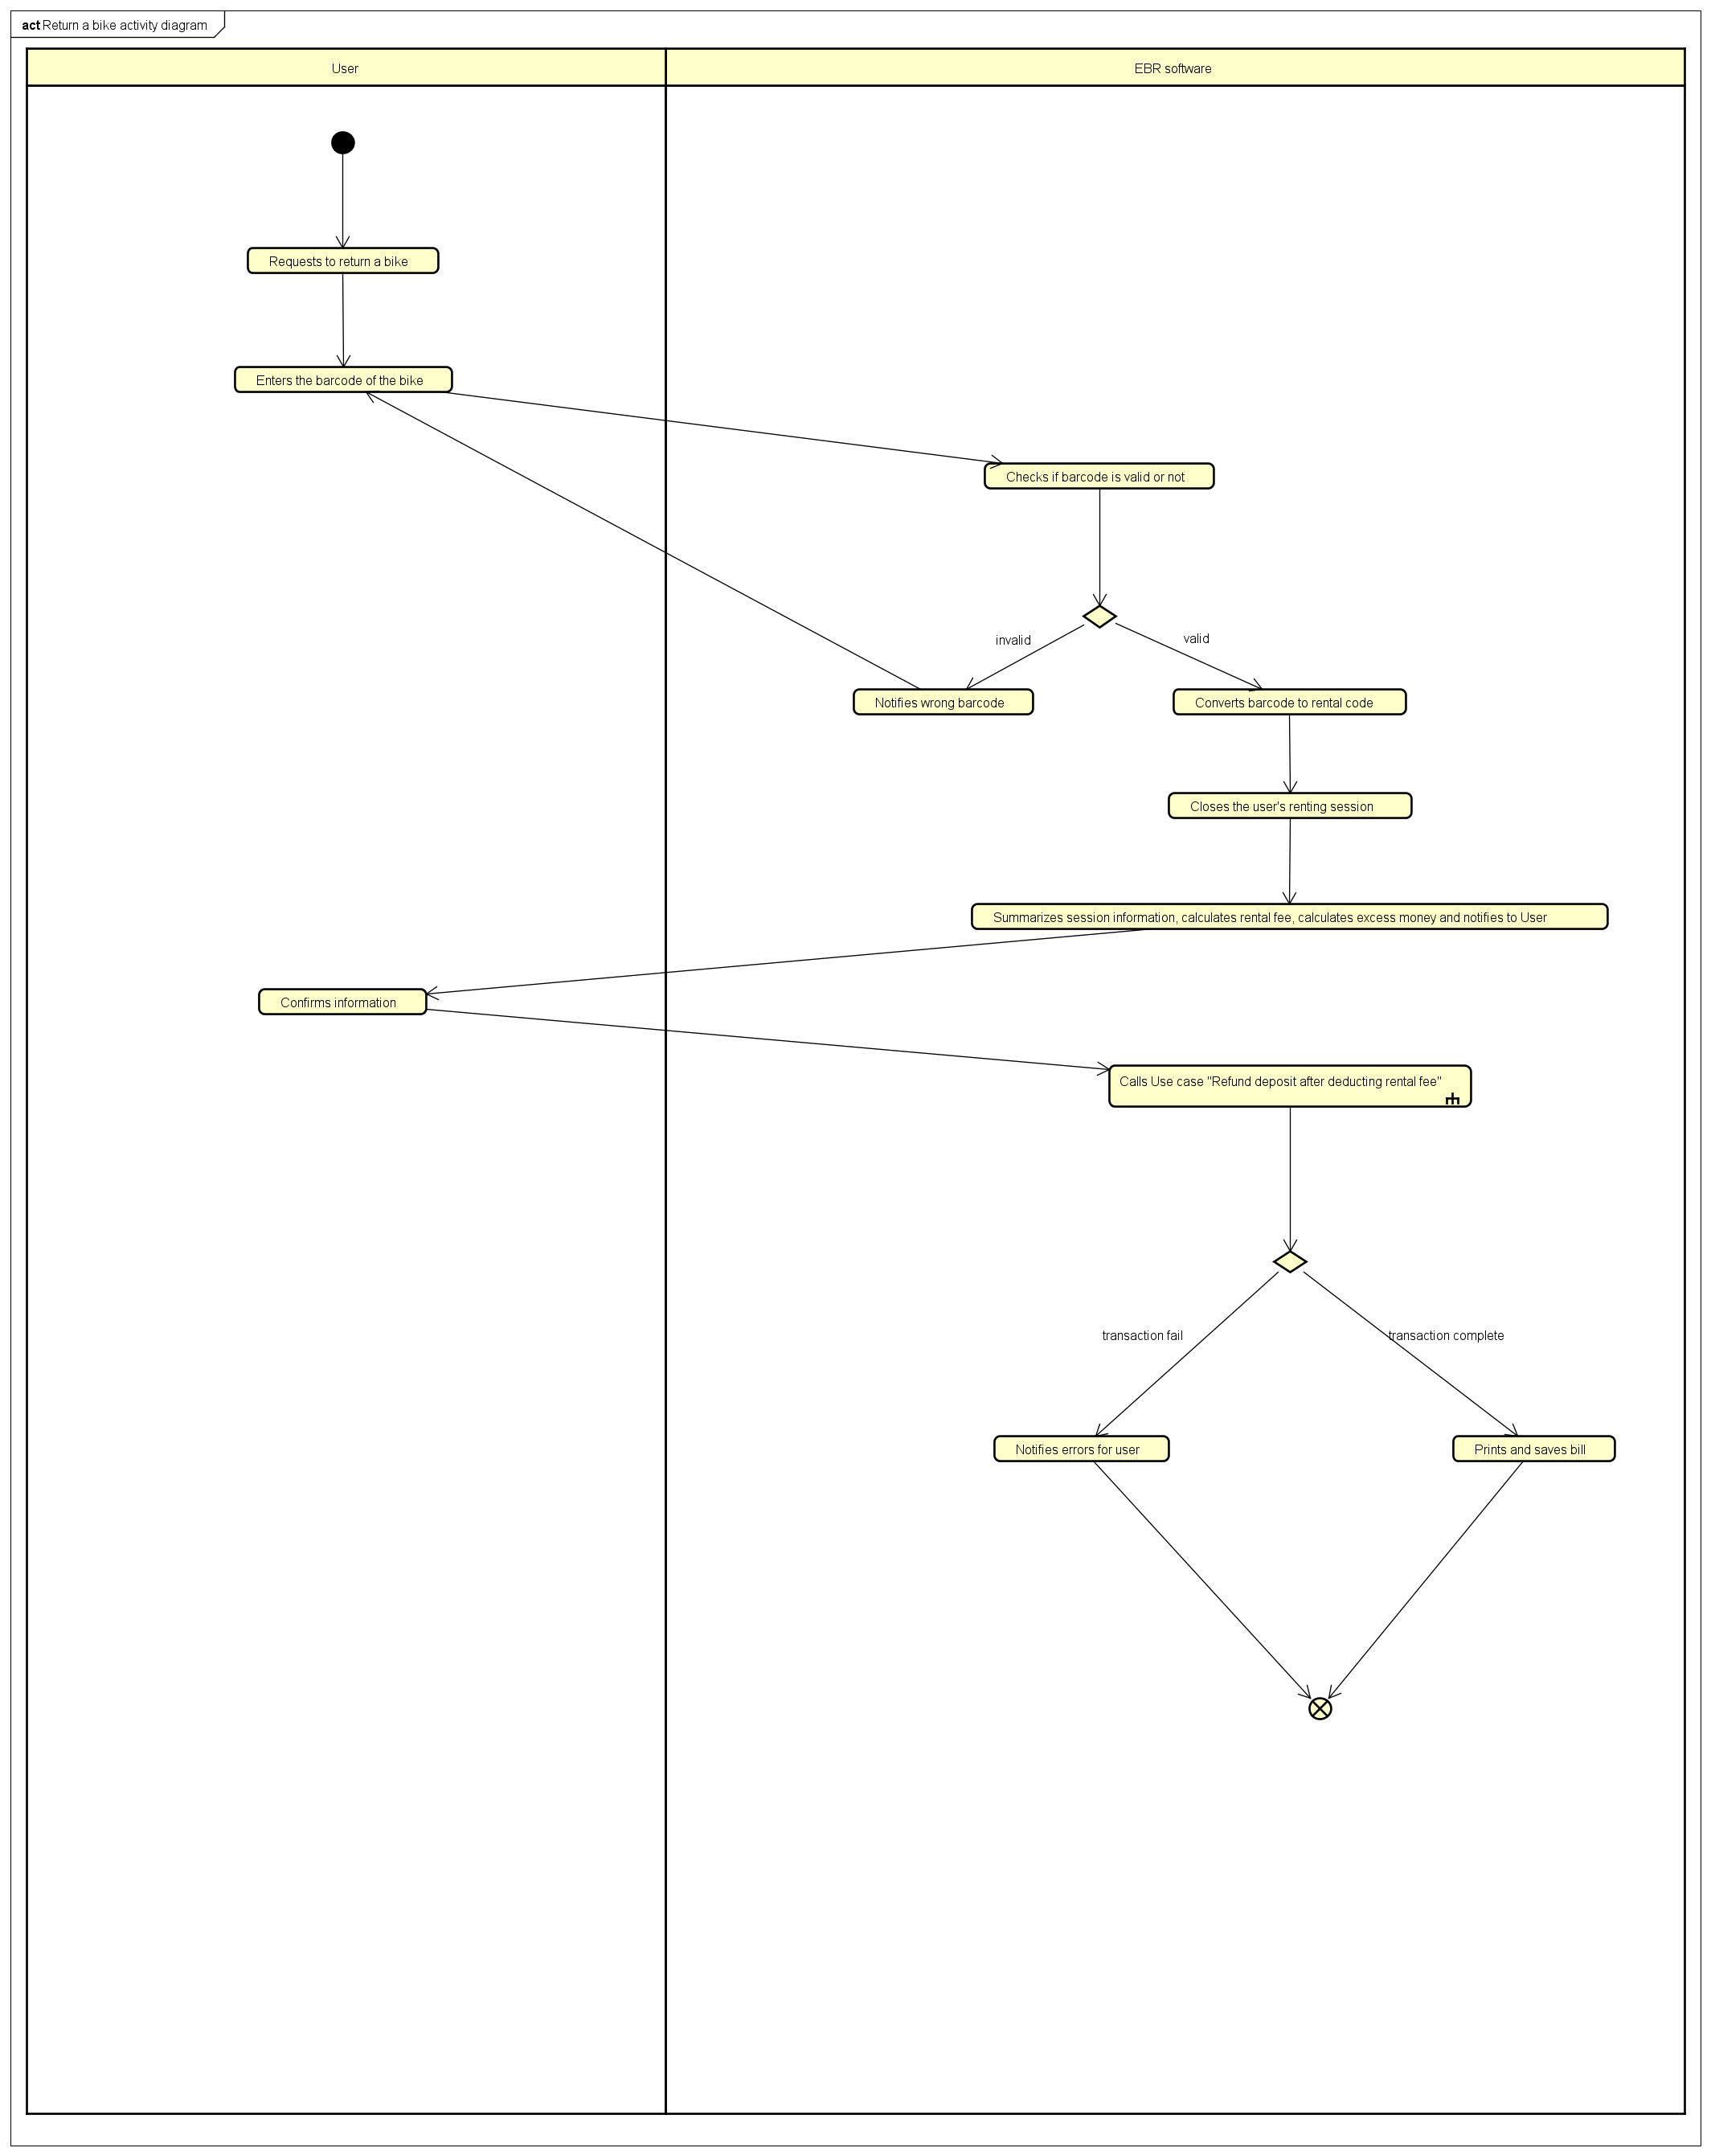 act Return a bike activity diagram
User
EBR software
Requests to return a bike
Enters the barcode of the bike
Checks if barcode is valid or not
invalid
valid
Notifies wrong barcode
Converts barcode to rental code
Closes the user's renting session
Summarizes session information, calculates rental fee, calculates excess money and notifies to User
Confirms information
Calls Use case "Refund deposit after deducting rental fee"
transaction fail
transaction complete
Notifies errors for user
Prints and saves bill